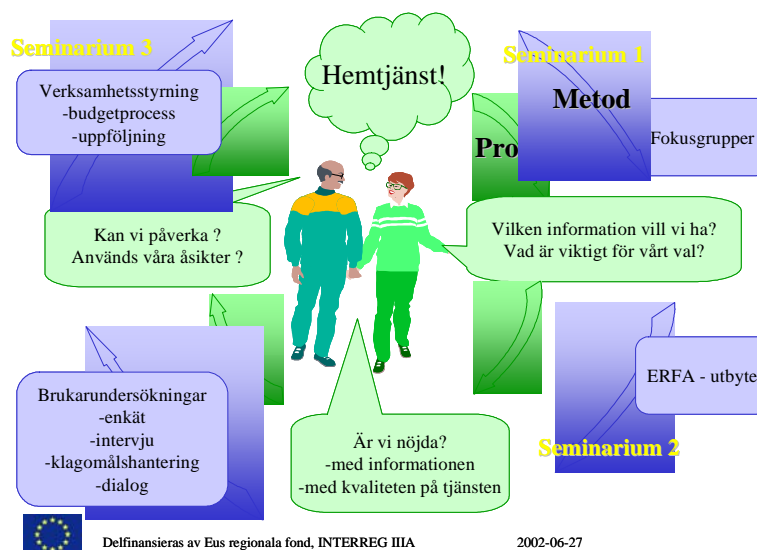 Seminarium 3
Verksamhetsstyrning
-budgetprocess
-uppföljning
Hemtjänst!
Seminarium 1
Metod
Pro
Fokusgrupper
Kan vi påverka ?
Används våra åsikter ?
Vilken information vill vi ha?
Vad är viktigt för vårt val?
Brukarundersökningar
-enkät
-intervju
-klagomålshantering
-dialog
Är vi nöjda?
-med informationen
-med kvaliteten på tjänsten
ERFA - utbyte
Seminarium 2
Delfinansieras av Eus regionala fond, INTERREG IIIA
2002-06-27